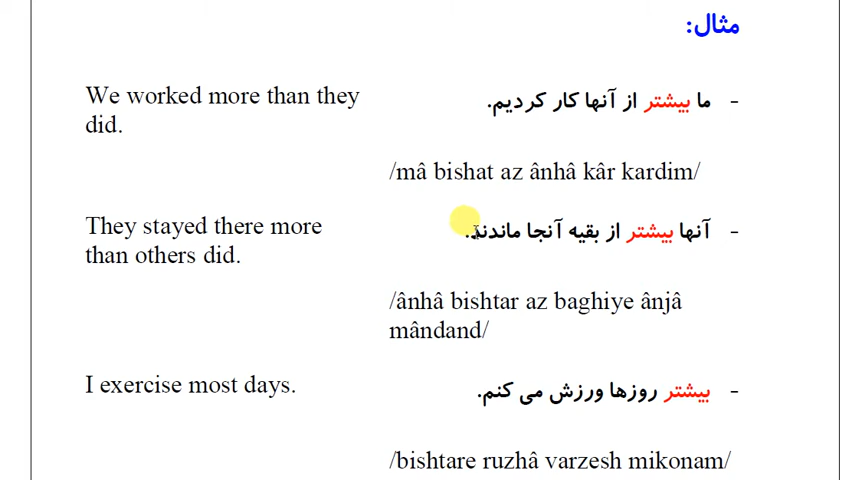 مثال:
We worked more than they
did.
- ما بیشتر از آنها کار کردیم.
/mâ bishat az ânhâ kâr kardim/
They stayed there more
than others did.
- آنها بیشتر از بقیه آنجا ماندند.
/ânhâ bishtar az baghiye ânjâ
mândand/
I exercise most days.
- بیشتر روزها ورزش می کنم.
/bishtare ruzhâ varzesh mikonam/